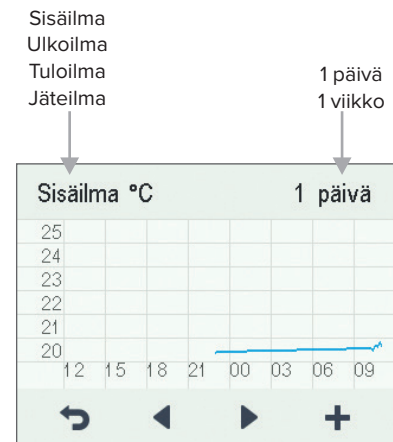 Sisäilma
Ulkoilma
Tuloilma
Jäteilma
1 päivä
1 viikko
Sisäilma °C 1 päivä
25
24
23
22
21
20
12 15 18 21 00 03 06 09